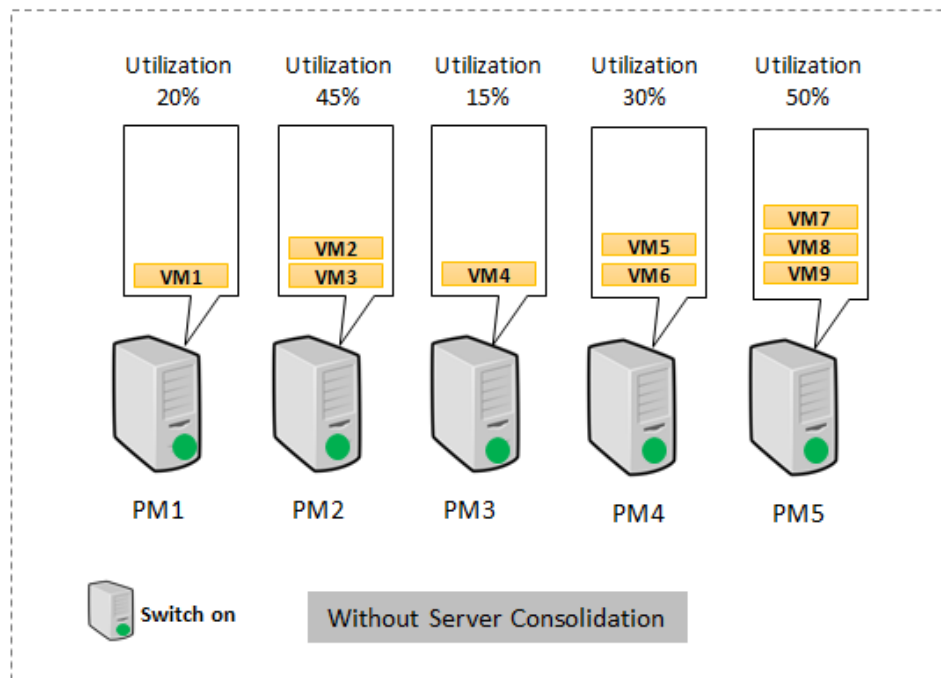 Utilization
20%
Utilization
45%
Utilization
15%
Utilization
30%
Utilization
50%
VM1
VM2
VM3
VM4
VM5
VM6
VM7
VM8
VM9
PM1
PM2
PM3
PM4
PM5
Switch on
Without Server Consolidation